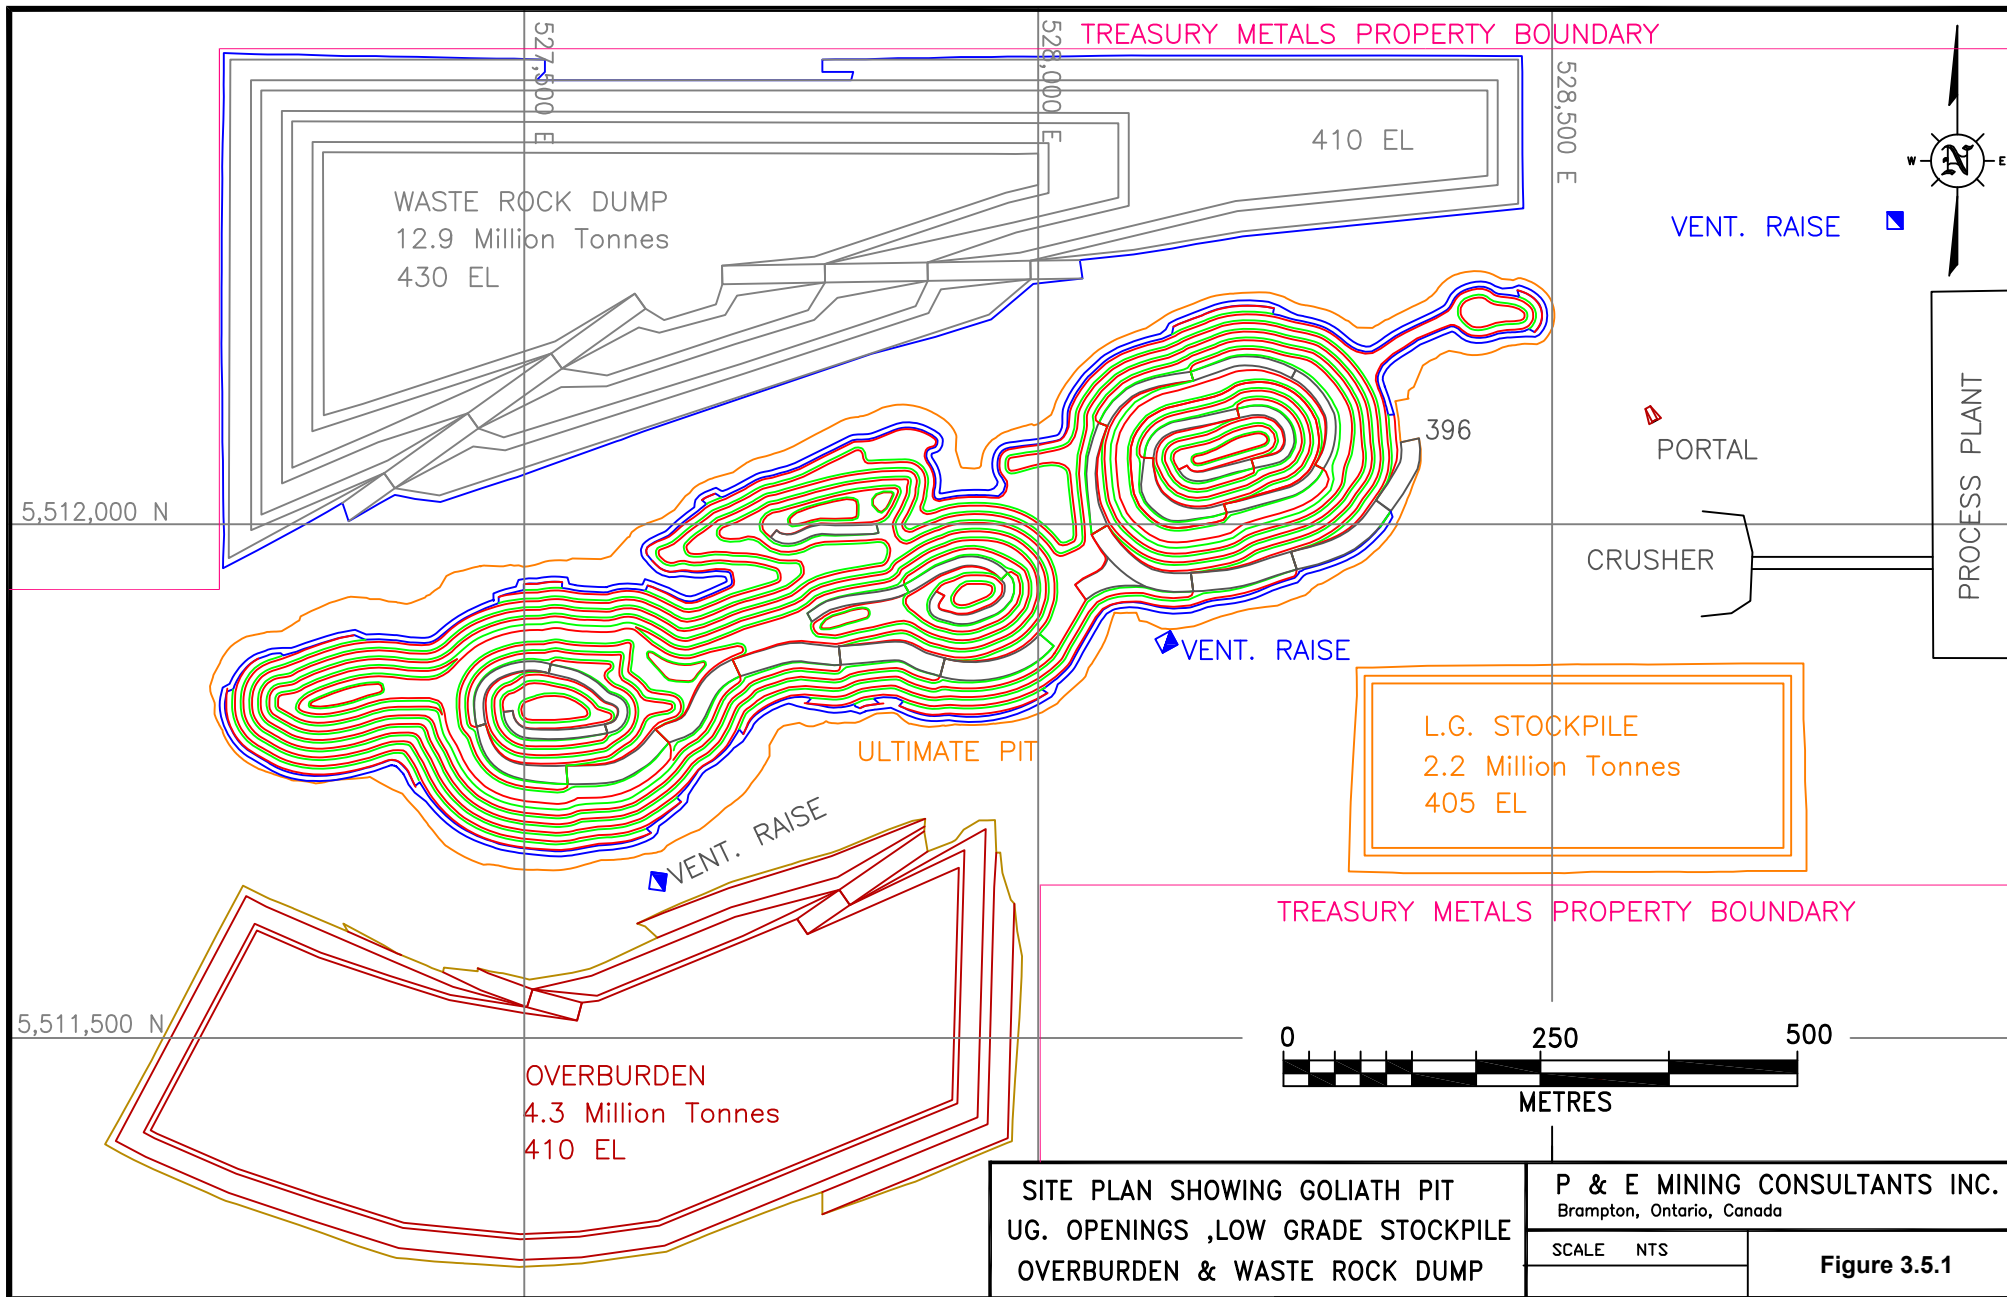 TREASURY METALS PROPERTY BOUNDARY
527,500 E
528,000 E
528,500 E
410 EL
N
W
E
WASTE ROCK DUMP
12.9 Million Tonnes
430 EL
VENT. RAISE
396
PORTAL
PROCESS PLANT
5,512,000 N
CRUSHER
VENT. RAISE
L.G. STOCKPILE
2.2 Million Tonnes
405 EL
ULTIMATE PIT
VENT. RAISE
TREASURY METALS PROPERTY BOUNDARY
5,511,500 N
0 250 500
METRES
OVERBURDEN
4.3 Million Tonnes
410 EL
SITE PLAN SHOWING GOLIATH PIT
UG. OPENINGS ,LOW GRADE STOCKPILE
OVERBURDEN & WASTE ROCK DUMP
P & E MINING CONSULTANTS INC.
Brampton, Ontario, Canada
SCALE NTS
Figure 3.5.1